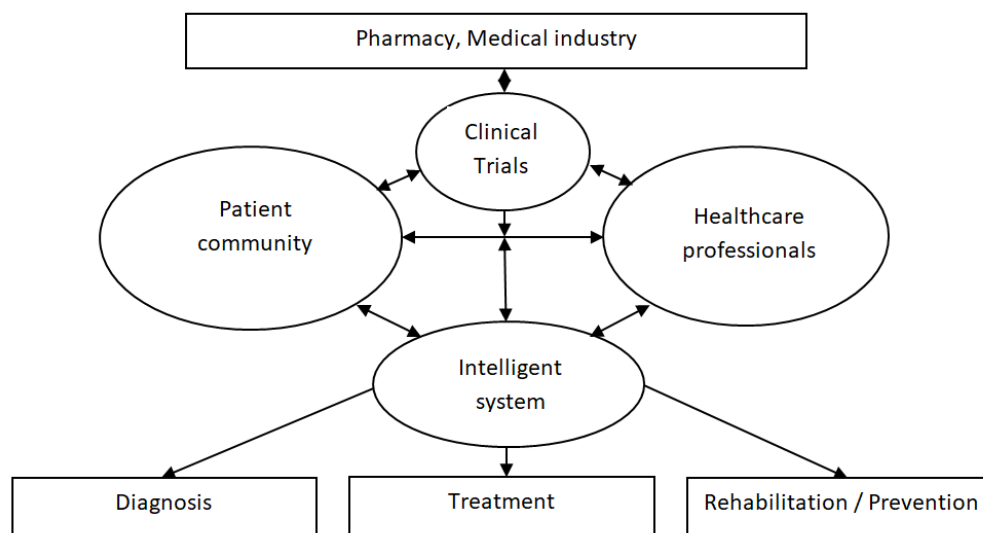 Pharmacy, Medical industry
Clinical
Trials
Patient
community
Healthcare
professionals
Intelligent
system
Diagnosis
Treatment
Rehabilitation / Prevention